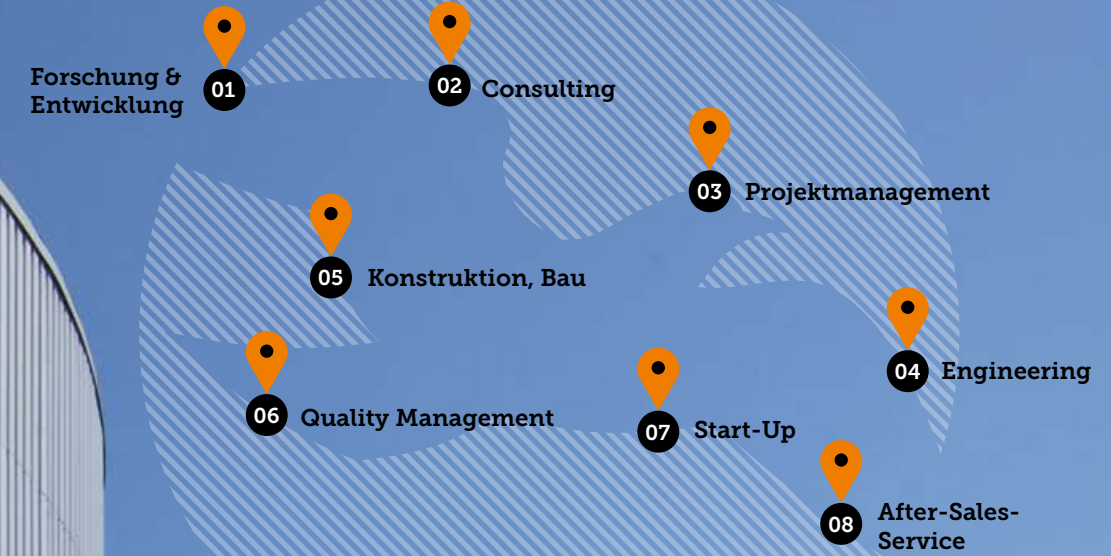 01
Forschung &
Entwicklung
02
Consulting
03
Projektmanagement
04
Engineering
05
Konstruktion, Bau
06
Quality Management
07
Start-Up
08
After-Sales-
Service